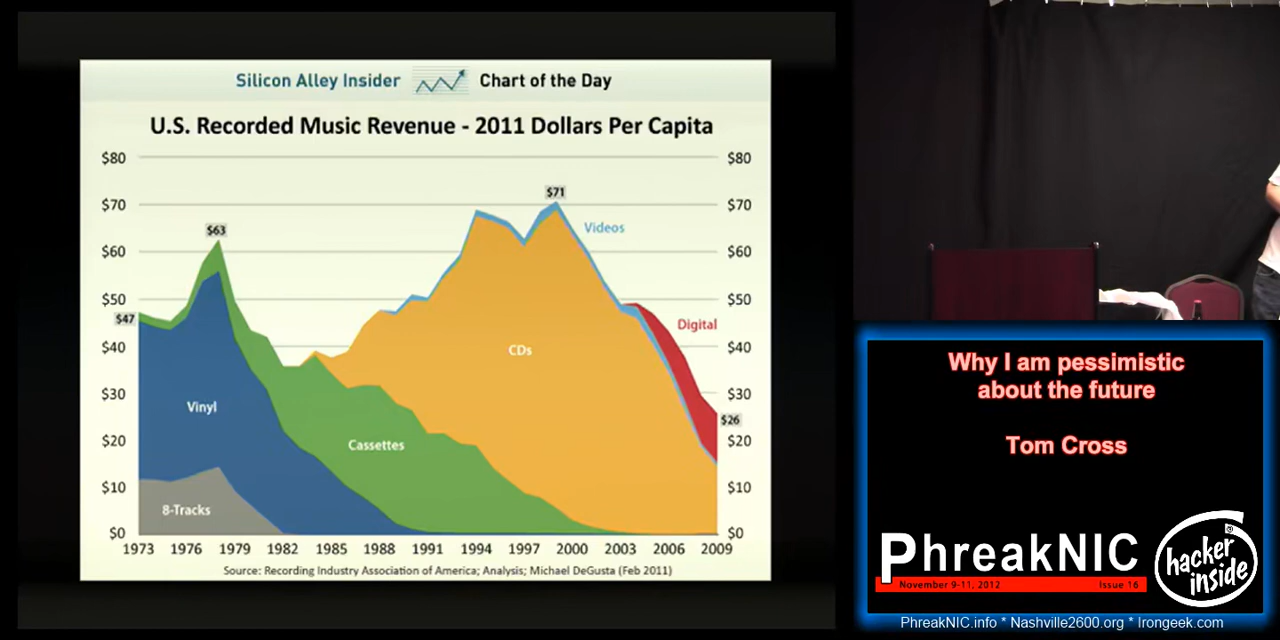 Silicon Alley Insider Chart of the Day
U.S. Recorded Music Revenue - 2011 Dollars Per Capita
$80 $80
$71
$70 $70
Videos
$63
$60 $60
$50 $50
$47
Digital
$40 $40
CDs
$30 $30
$26
Vinyl
$20 $20
Cassettes
$10 $10
8-Tracks
$0 $0
1973 1976 1979 1982 1985 1988 1991 1994 1997 2000 2003 2006 2009
Source: Recording Industry Association of America; Analysis; Michael DeGusta (Feb 2011)
Why I am pessimistic
about the future
Tom Cross
PhreakNIC
November 9-11, 2012 Issue 16
hacker
inside
PhreakNIC.info * Nashville2600.org * Irongeek.com